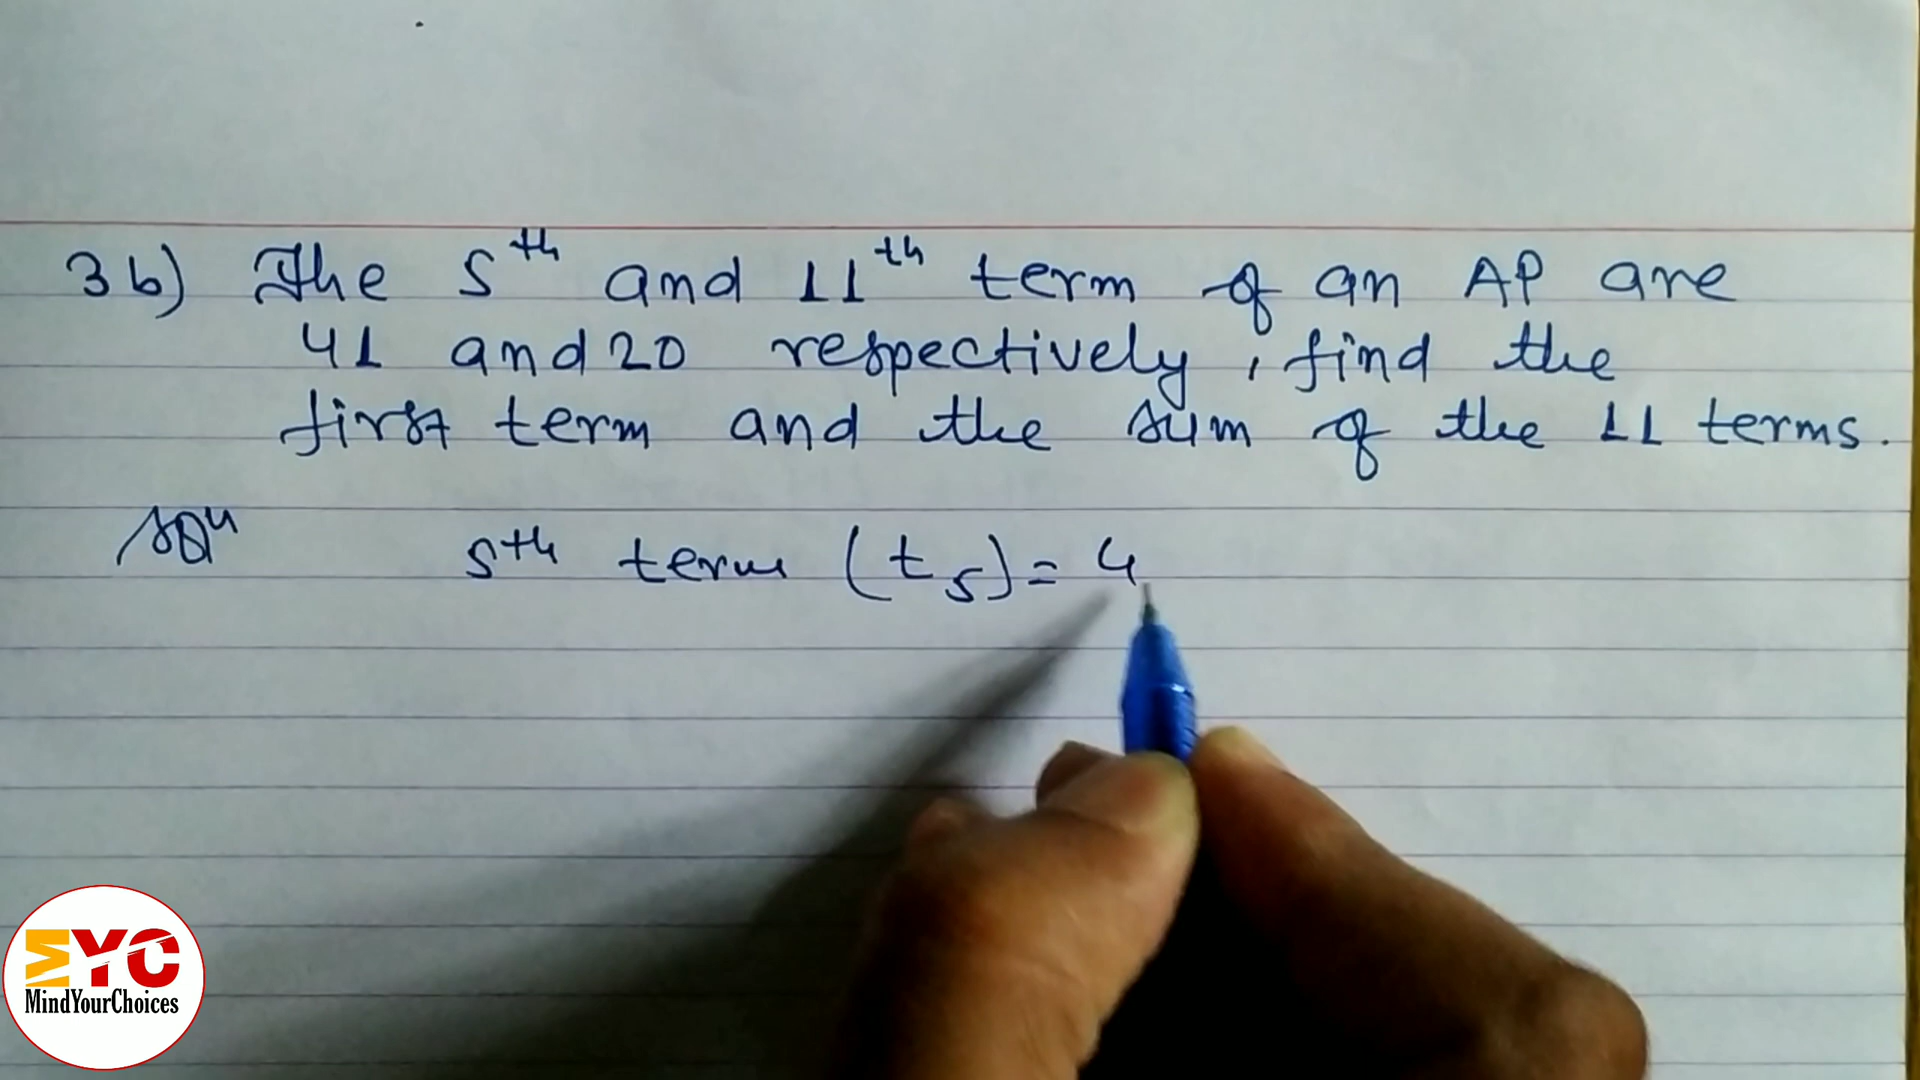 3b) The 5th and 11th term of an AP are
41 and 20 respectively, find the
first term and the sum of the 11 terms.
Soln 5th term (t5) = 4
MYC
MindYourChoices